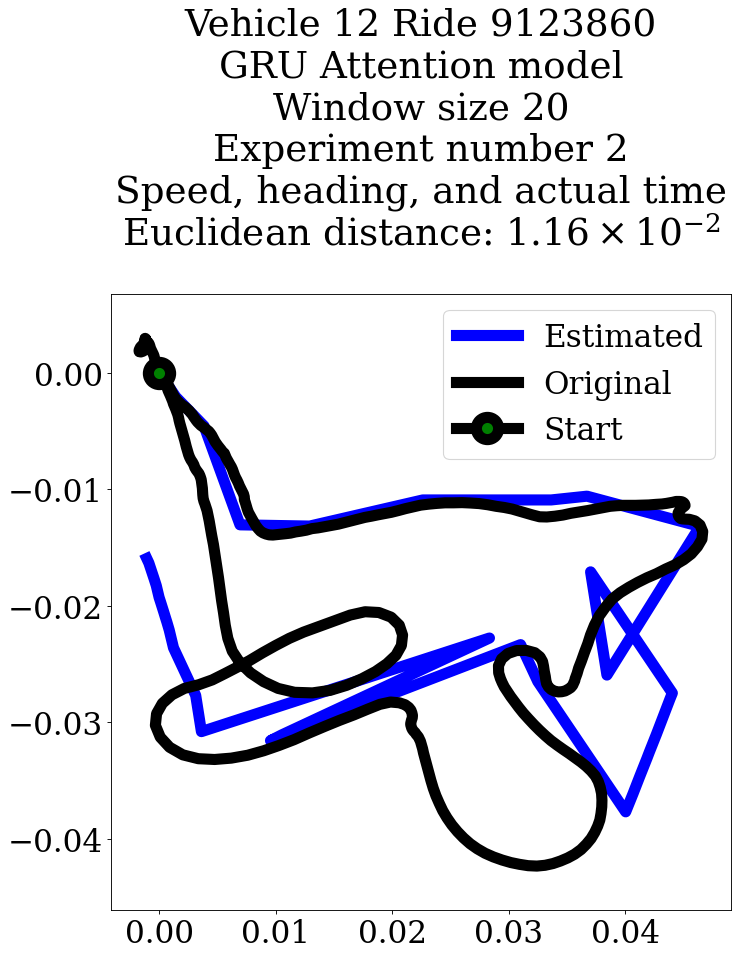 Vehicle 12 Ride 9123860
GRU Attention model
Window size 20
Experiment number 2
Speed, heading, and actual time
Euclidean distance: 1.16 × 10⁻²
Estimated
Original
Start
0.00
−0.01
−0.02
−0.03
−0.04
0.00 0.01 0.02 0.03 0.04